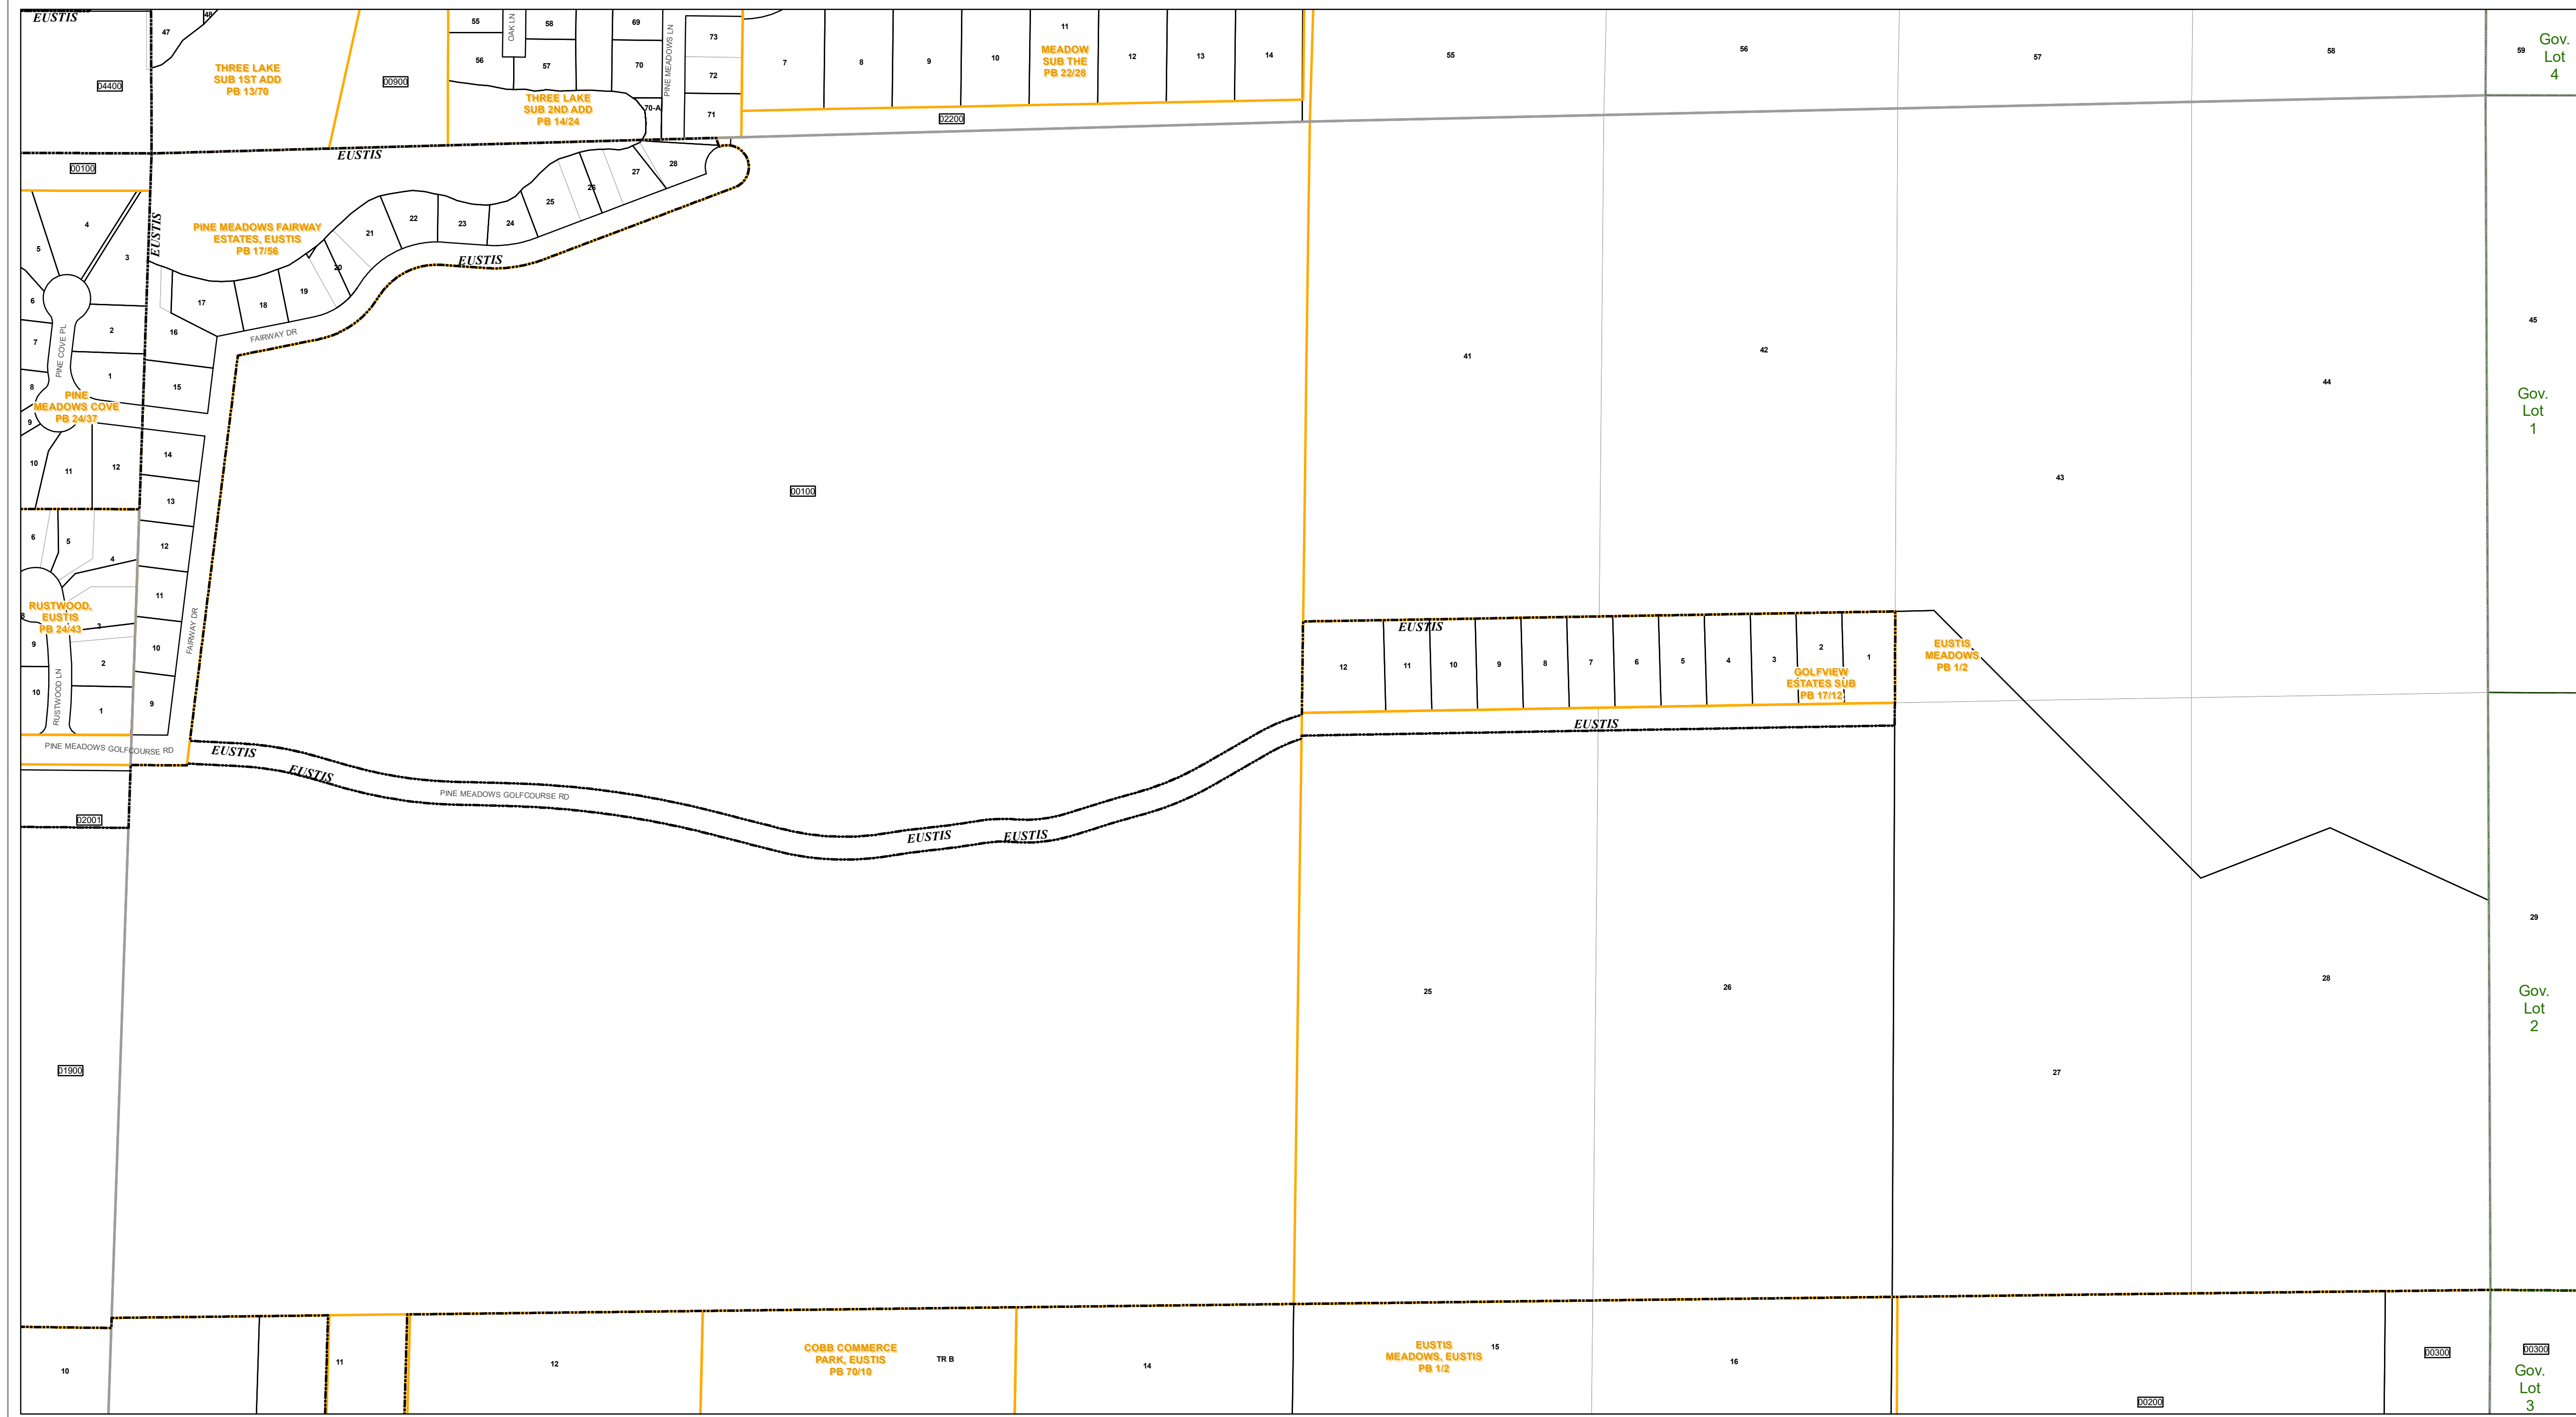 EUSTIS
47
48
04400
THREE LAKE
SUB 1ST ADD
PB 13/70
00900
55
56
OAK LN
58
57
THREE LAKE
SUB 2ND ADD
PB 14/24
69
70
70-A
PINE MEADOWS LN
73
72
71
7
8
9
10
11
MEADOW
SUB THE
PB 22/28
12
13
14
02200
55
56
57
58
59
Gov.
Lot
4
00100
EUSTIS
EUSTIS
PINE MEADOWS FAIRWAY
ESTATES, EUSTIS
PB 17/56
28
27
26
25
24
23
22
21
20
19
18
17
16
15
EUSTIS
FAIRWAY DR
4
5
3
6
2
7
1
8
9
PINE COVE PL
PINE
MEADOWS COVE
PB 24/37
10
11
12
14
13
12
11
10
9
FAIRWAY DR
6
5
4
RUSTWOOD,
EUSTIS
PB 24/43
8
3
9
2
10
1
RUSTWOOD LN
PINE MEADOWS GOLFCOURSE RD
00100
41
42
43
44
45
Gov.
Lot
1
EUSTIS
12
11
10
9
8
7
6
5
4
3
2
1
GOLFVIEW
ESTATES SUB
PB 17/12
EUSTIS
MEADOWS
PB 1/2
EUSTIS
EUSTIS
EUSTIS
PINE MEADOWS GOLFCOURSE RD
EUSTIS
EUSTIS
02001
01900
25
26
27
28
29
Gov.
Lot
2
10
11
12
COBB COMMERCE
PARK, EUSTIS
PB 70/10
TR B
14
EUSTIS
MEADOWS, EUSTIS
PB 1/2
15
16
00200
00300
00300
Gov.
Lot
3